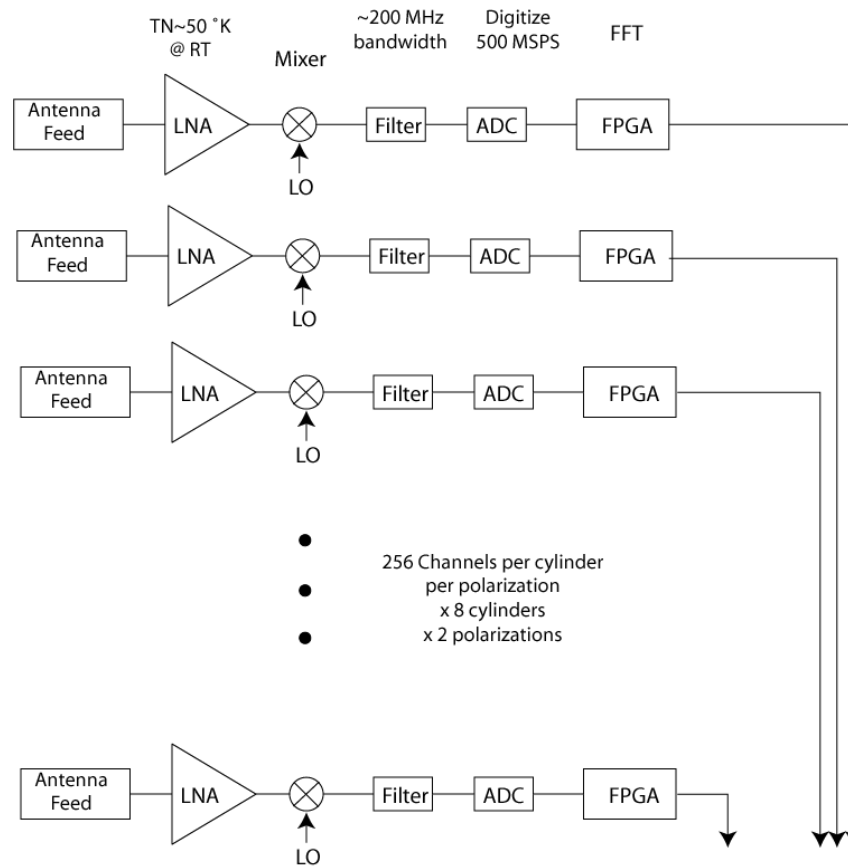 TN~50 ˚K
@ RT
Mixer
~200 MHz
bandwidth
Digitize
500 MSPS
FFT
Antenna
Feed
LNA
LO
Filter
ADC
FPGA
Antenna
Feed
LNA
LO
Filter
ADC
FPGA
Antenna
Feed
LNA
LO
Filter
ADC
FPGA
256 Channels per cylinder
per polarization
x 8 cylinders
x 2 polarizations
Antenna
Feed
LNA
LO
Filter
ADC
FPGA